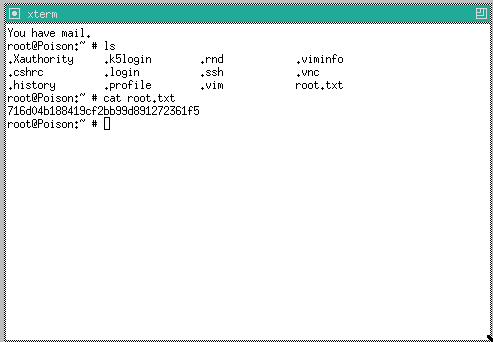 xterm
You have mail.
root@Poison:~ # ls
.Xauthority .k5login .rnd .viminfo
.cshrc .login .ssh .vnc
.history .profile .vim root.txt
root@Poison:~ # cat root.txt
716d04b188419cf2bb99d891272361f5
root@Poison:~ #